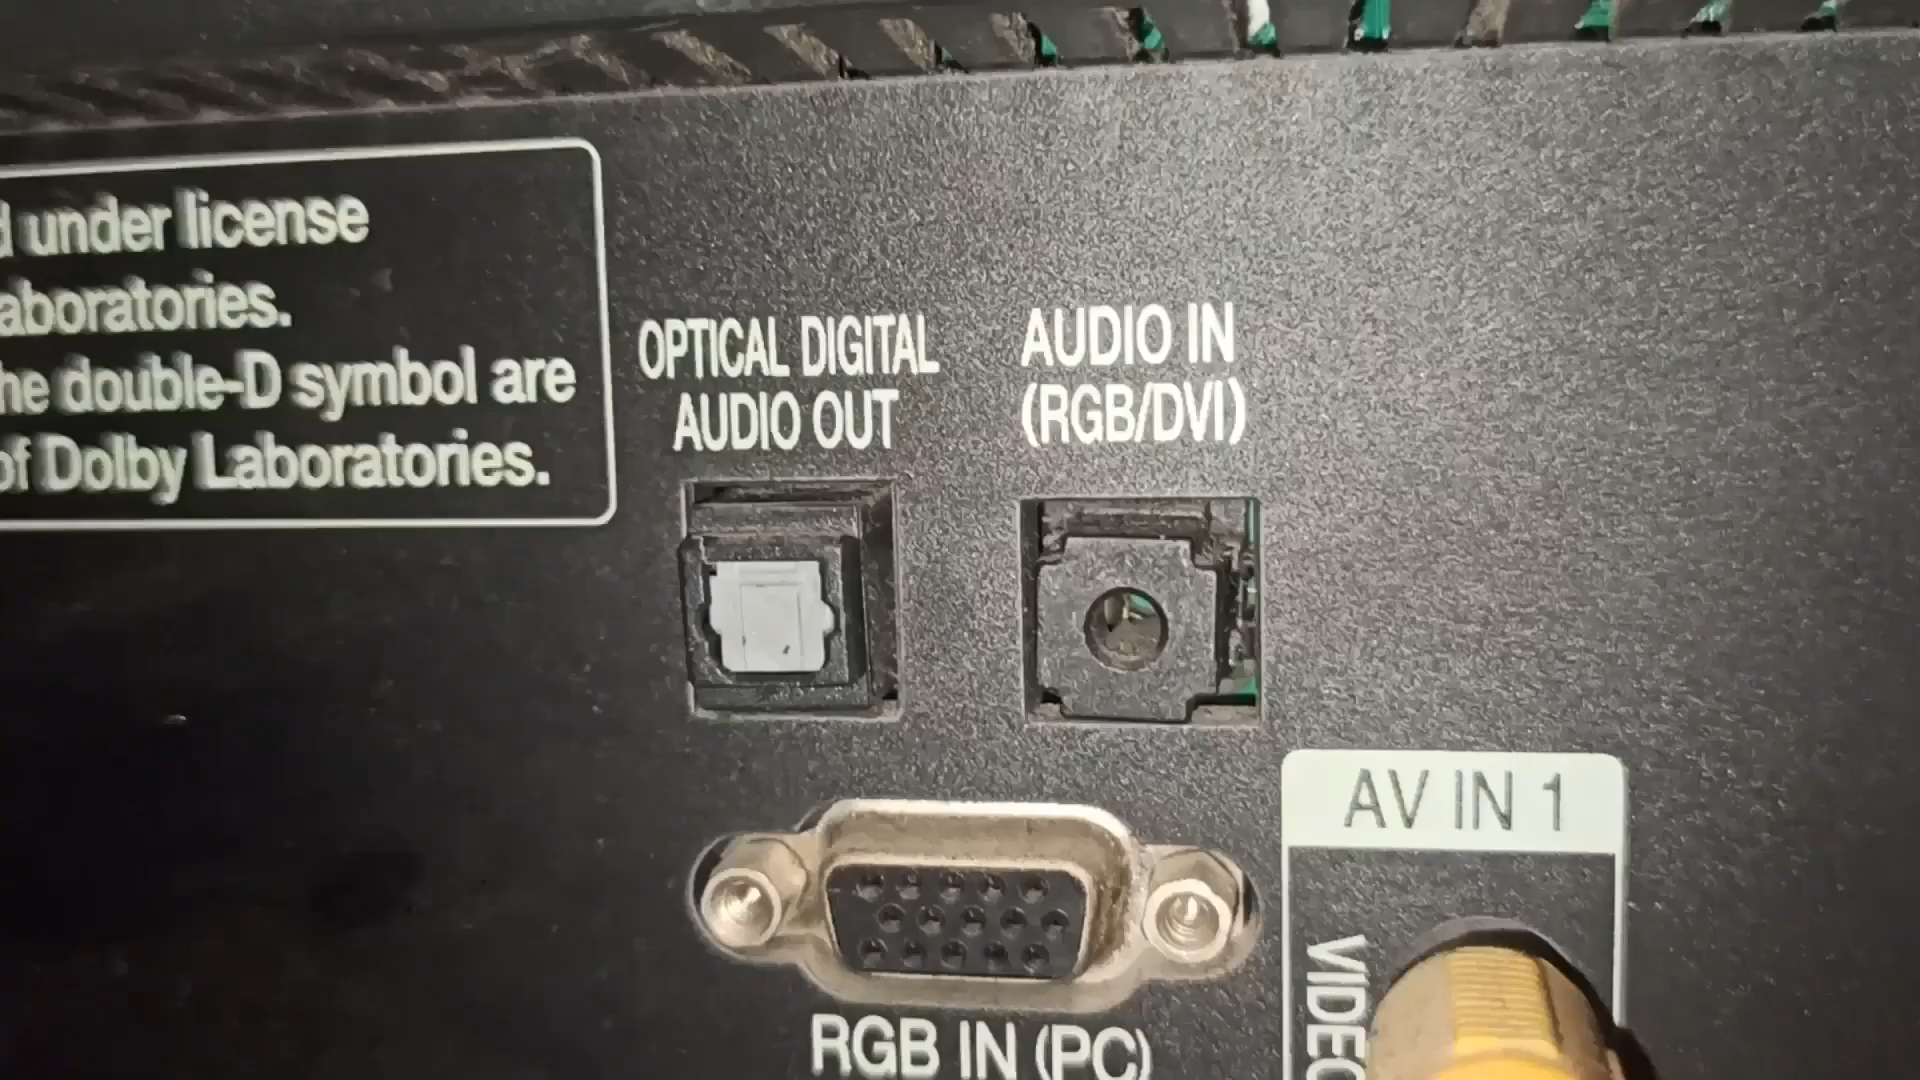 under license
aboratories.
he double-D symbol are
of Dolby Laboratories.
OPTICAL DIGITAL
AUDIO OUT
AUDIO IN
(RGB/DVI)
RGB IN (PC)
AV IN 1
VIDEO